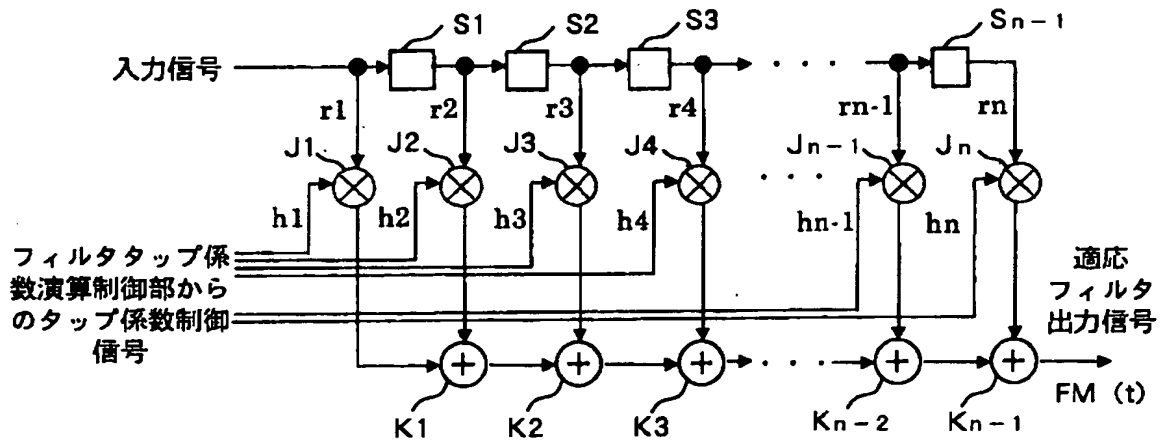 S1 S2 S3 Sn-1
入力信号
r1 r2 r3 r4 rn-1 rn
J1 J2 J3 J4 Jn-1 Jn
· · ·
h1 h2 h3 h4 hn-1 hn
フィルタタップ係
数演算制御部から
のタップ係数制御
信号
適応
フィルタ
出力信号
FM (t)
K1 K2 K3 Kn-2 Kn-1